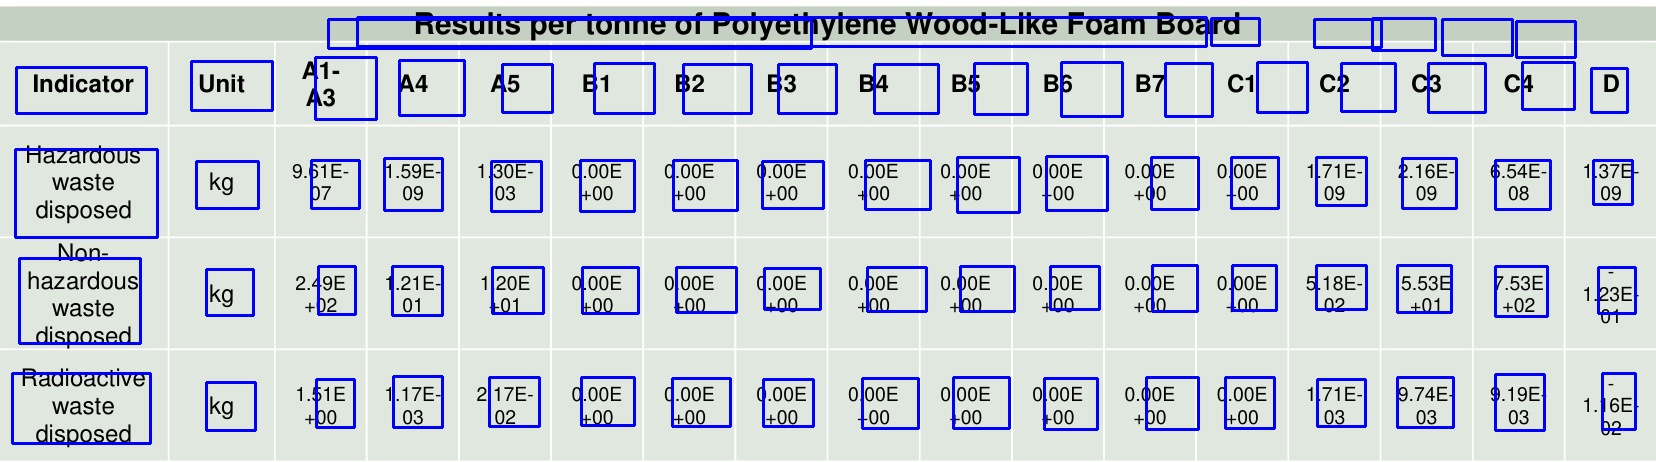 Results per tonne of Polyethylene Wood-Like Foam Board
Indicator
Unit
A1-
A3
A4
A5
B1
B2
B3
B4
B5
B6
B7
C1
C2
C3
C4
D
Hazardous
waste
disposed
kg
9.61E-
07
1.59E-
09
1.30E-
03
0.00E
+00
0.00E
+00
0.00E
+00
0.00E
+00
0.00E
+00
0.00E
+00
0.00E
+00
0.00E
+00
1.71E-
09
2.16E-
09
6.54E-
08
1.37E-
09
Non-
hazardous
waste
disposed
kg
2.49E
+02
1.21E-
01
1.20E
+01
0.00E
+00
0.00E
+00
0.00E
+00
0.00E
+00
0.00E
+00
0.00E
+00
0.00E
+00
0.00E
+00
5.18E-
02
5.53E
+01
7.53E
+02
-
1.23E-
01
Radioactive
waste
disposed
kg
1.51E
+00
1.17E-
03
2.17E-
02
0.00E
+00
0.00E
+00
0.00E
+00
0.00E
+00
0.00E
+00
0.00E
+00
0.00E
+00
0.00E
+00
1.71E-
03
9.74E-
03
9.19E-
03
-
1.16E-
02